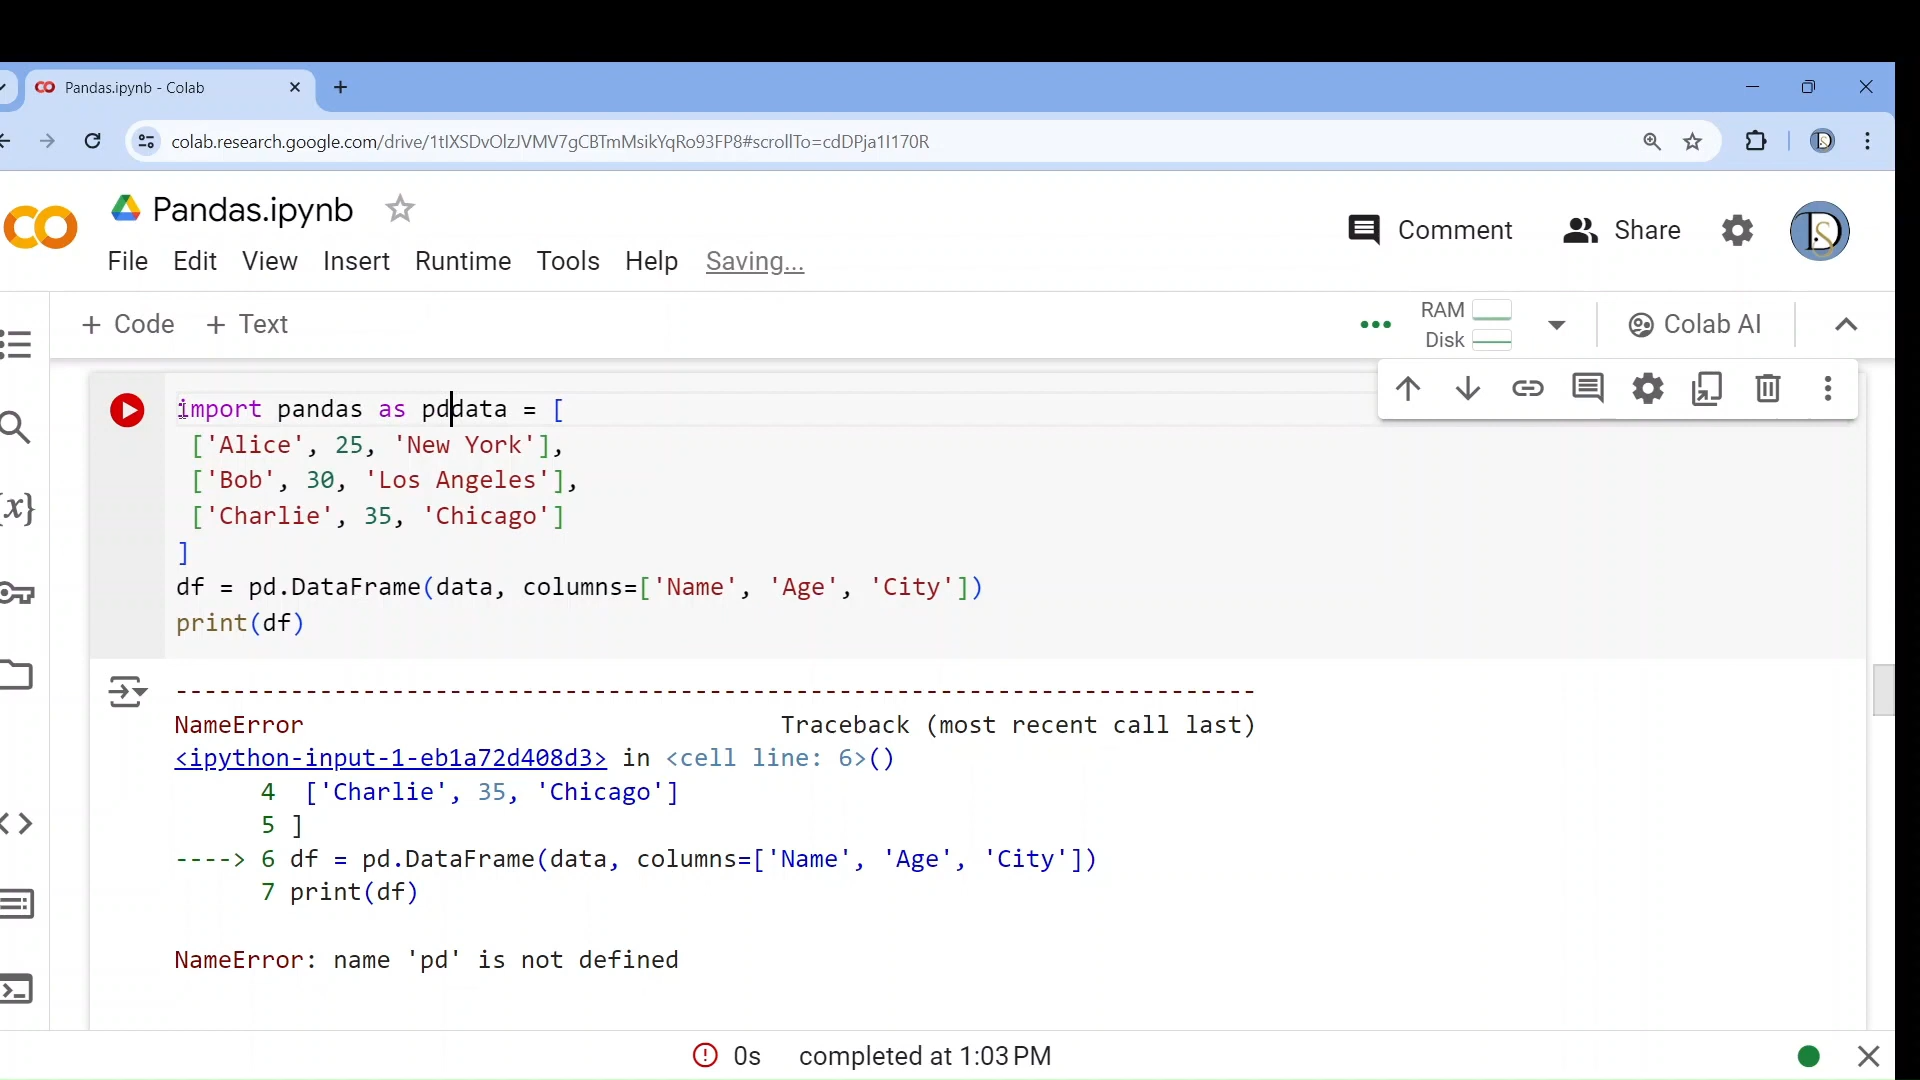 Pandas.ipynb - Colab
colab.research.google.com/drive/1tIXSDvOlzJVMV7gCBTmMsikYqRo93FP8#scrollTo=cdDPja1I170R
Pandas.ipynb
File Edit View Insert Runtime Tools Help Saving...
Comment Share
+ Code + Text
RAM
Disk
Colab AI
import pandas as pddata = [
['Alice', 25, 'New York'],
['Bob', 30, 'Los Angeles'],
['Charlie', 35, 'Chicago']
]
df = pd.DataFrame(data, columns=['Name', 'Age', 'City'])
print(df)
{x}
---------------------------------------------------------------------------
NameError Traceback (most recent call last)
<ipython-input-1-eb1a72d408d3> in <cell line: 6>()
4 ['Charlie', 35, 'Chicago']
5 ]
----> 6 df = pd.DataFrame(data, columns=['Name', 'Age', 'City'])
7 print(df)
NameError: name 'pd' is not defined
0s completed at 1:03 PM